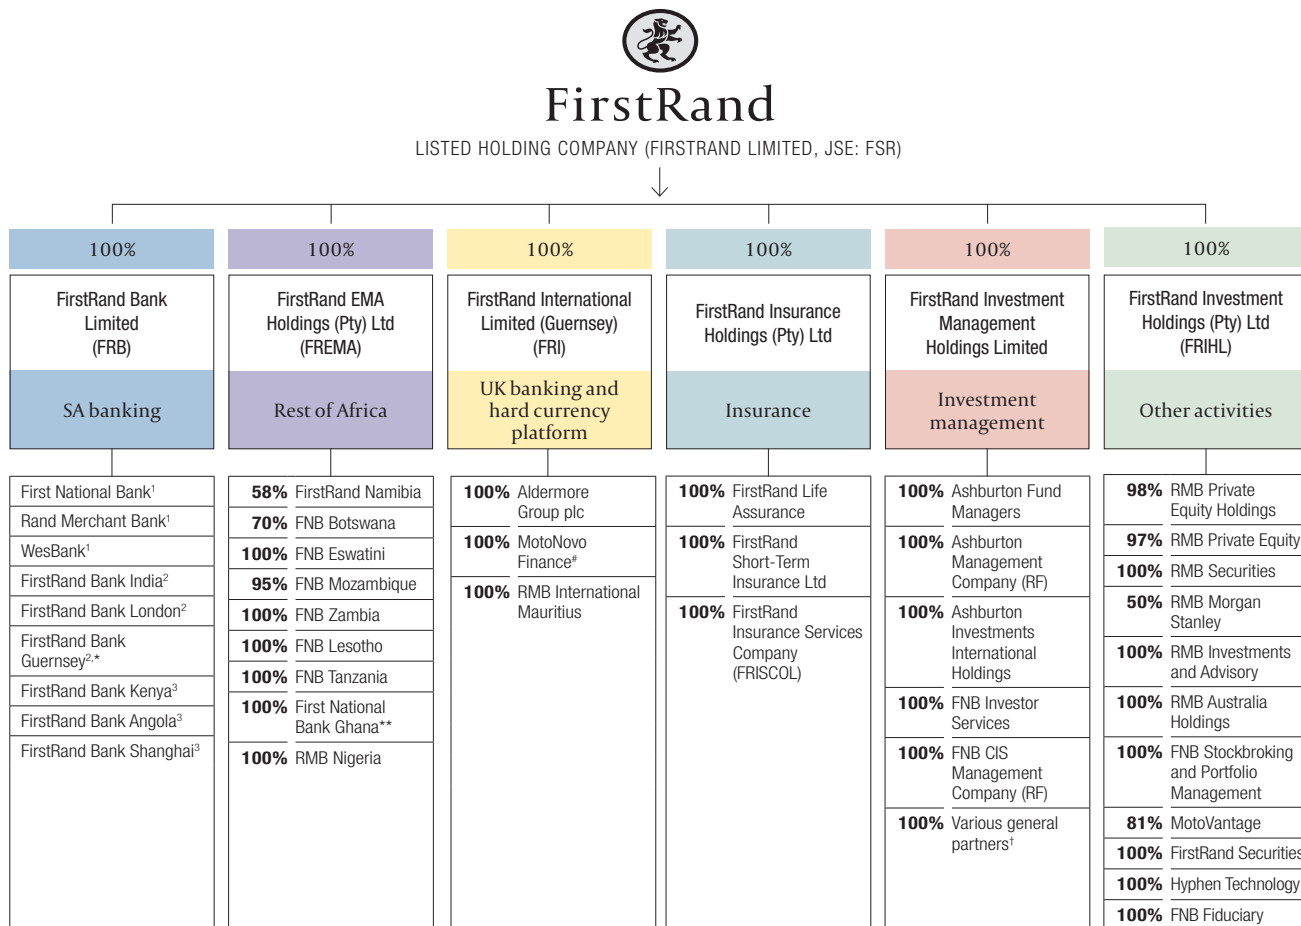 FirstRand
LISTED HOLDING COMPANY (FIRSTRAND LIMITED, JSE: FSR)
100%
FirstRand Bank
Limited
(FRB)
SA banking
First National Bank¹
Rand Merchant Bank¹
WesBank¹
FirstRand Bank India²
FirstRand Bank London²
FirstRand Bank
Guernsey²,*
FirstRand Bank Kenya³
FirstRand Bank Angola³
FirstRand Bank Shanghai³
100%
FirstRand EMA
Holdings (Pty) Ltd
(FREMA)
Rest of Africa
58% FirstRand Namibia
70% FNB Botswana
100% FNB Eswatini
95% FNB Mozambique
100% FNB Zambia
100% FNB Lesotho
100% FNB Tanzania
100% First National
Bank Ghana**
100% RMB Nigeria
100%
FirstRand International
Limited (Guernsey)
(FRI)
UK banking and
hard currency
platform
100% Aldermore
Group plc
100% MotoNovo
Finance#
100% RMB International
Mauritius
100%
FirstRand Insurance
Holdings (Pty) Ltd
Insurance
100% FirstRand Life
Assurance
100% FirstRand
Short-Term
Insurance Ltd
100% FirstRand
Insurance Services
Company
(FRISCOL)
100%
FirstRand Investment
Management
Holdings Limited
Investment
management
100% Ashburton Fund
Managers
100% Ashburton
Management
Company (RF)
100% Ashburton
Investments
International
Holdings
100% FNB Investor
Services
100% FNB CIS
Management
Company (RF)
100% Various general
partners†
100%
FirstRand Investment
Holdings (Pty) Ltd
(FRIHL)
Other activities
98% RMB Private
Equity Holdings
97% RMB Private Equity
100% RMB Securities
50% RMB Morgan
Stanley
100% RMB Investments
and Advisory
100% RMB Australia
Holdings
100% FNB Stockbroking
and Portfolio
Management
81% MotoVantage
100% FirstRand Securities
100% Hyphen Technology
100% FNB Fiduciary